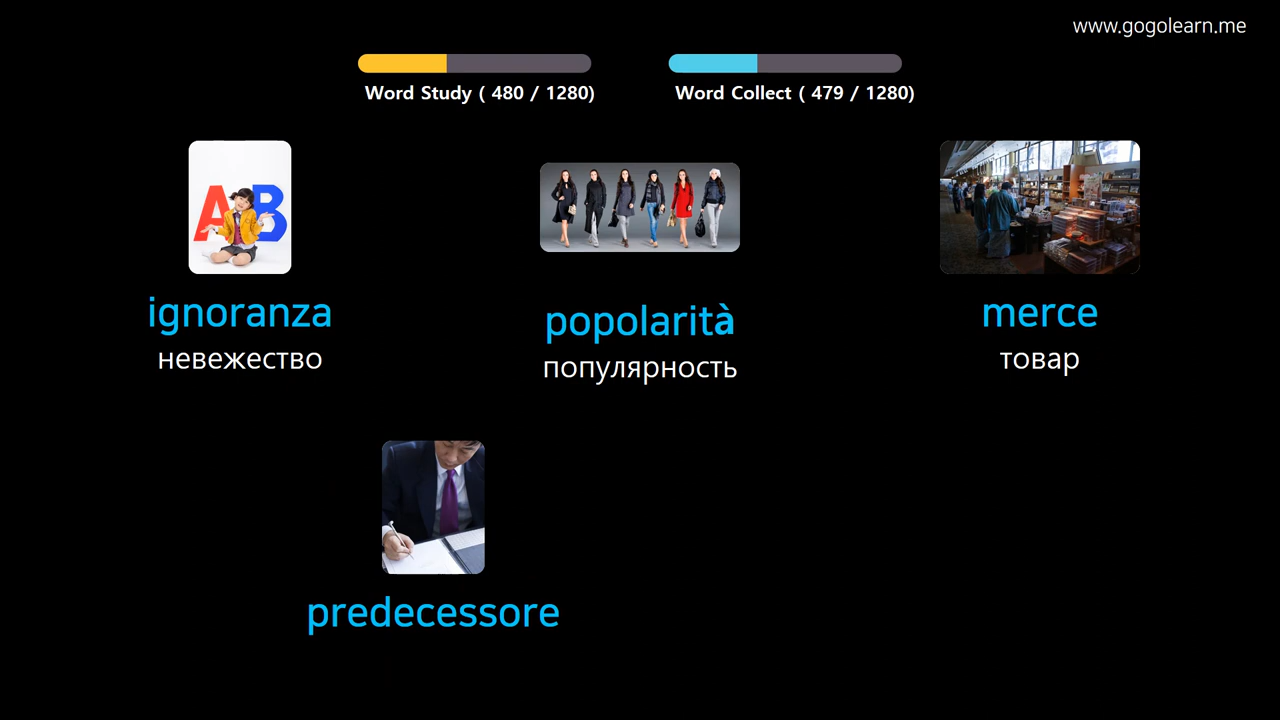 www.gogolearn.me
Word Study ( 480 / 1280)
Word Collect ( 479 / 1280)
A B
ignoranza
невежество
popolarità
популярность
merce
товар
predecessore